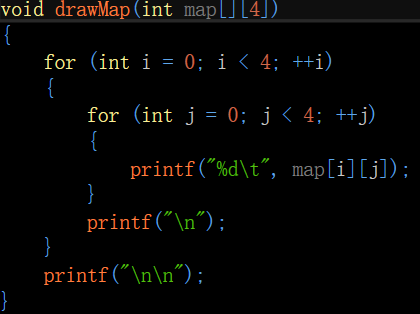 void drawMap(int map[][4])
{
    for (int i = 0; i < 4; ++i)
    {
        for (int j = 0; j < 4; ++j)
        {
            printf("%d\t", map[i][j]);
        }
        printf("\n");
    }
    printf("\n\n");
}